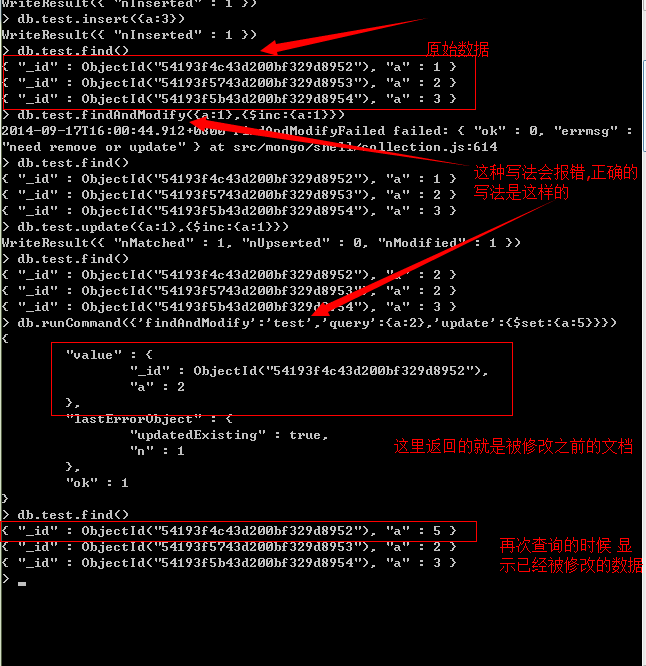 WriteResult({ "nInserted" : 1 })
> db.test.insert({a:3})
WriteResult({ "nInserted" : 1 })
> db.test.find()
原始数据
{ "_id" : ObjectId("54193f4c43d200bf329d8952"), "a" : 1 }
{ "_id" : ObjectId("54193f5743d200bf329d8953"), "a" : 2 }
{ "_id" : ObjectId("54193f5b43d200bf329d8954"), "a" : 3 }
> db.test.findAndModify({a:1},{$inc:{a:1}})
2014-09-17T16:00:44.912+0800 findAndModifyFailed failed: { "ok" : 0, "errmsg" :
"need remove or update" } at src/mongo/shell/collection.js:614
> db.test.find()
{ "_id" : ObjectId("54193f4c43d200bf329d8952"), "a" : 1 }
{ "_id" : ObjectId("54193f5743d200bf329d8953"), "a" : 2 }
{ "_id" : ObjectId("54193f5b43d200bf329d8954"), "a" : 3 }
这种写法会报错,正确的
写法是这样的
> db.test.update({a:1},{$inc:{a:1}})
WriteResult({ "nMatched" : 1, "nUpserted" : 0, "nModified" : 1 })
> db.test.find()
{ "_id" : ObjectId("54193f4c43d200bf329d8952"), "a" : 2 }
{ "_id" : ObjectId("54193f5743d200bf329d8953"), "a" : 2 }
{ "_id" : ObjectId("54193f5b43d200bf329d8954"), "a" : 3 }
> db.runCommand({'findAndModify':'test','query':{a:2},'update':{$set:{a:5}}})
{
"value" : {
"_id" : ObjectId("54193f4c43d200bf329d8952"),
"a" : 2
},
"lastErrorObject" : {
"updatedExisting" : true,
"n" : 1
},
"ok" : 1
}
这里返回的就是被修改之前的文档
> db.test.find()
{ "_id" : ObjectId("54193f4c43d200bf329d8952"), "a" : 5 }
{ "_id" : ObjectId("54193f5743d200bf329d8953"), "a" : 2 }
{ "_id" : ObjectId("54193f5b43d200bf329d8954"), "a" : 3 }
>
再次查询的时候 显
示已经被修改的数据